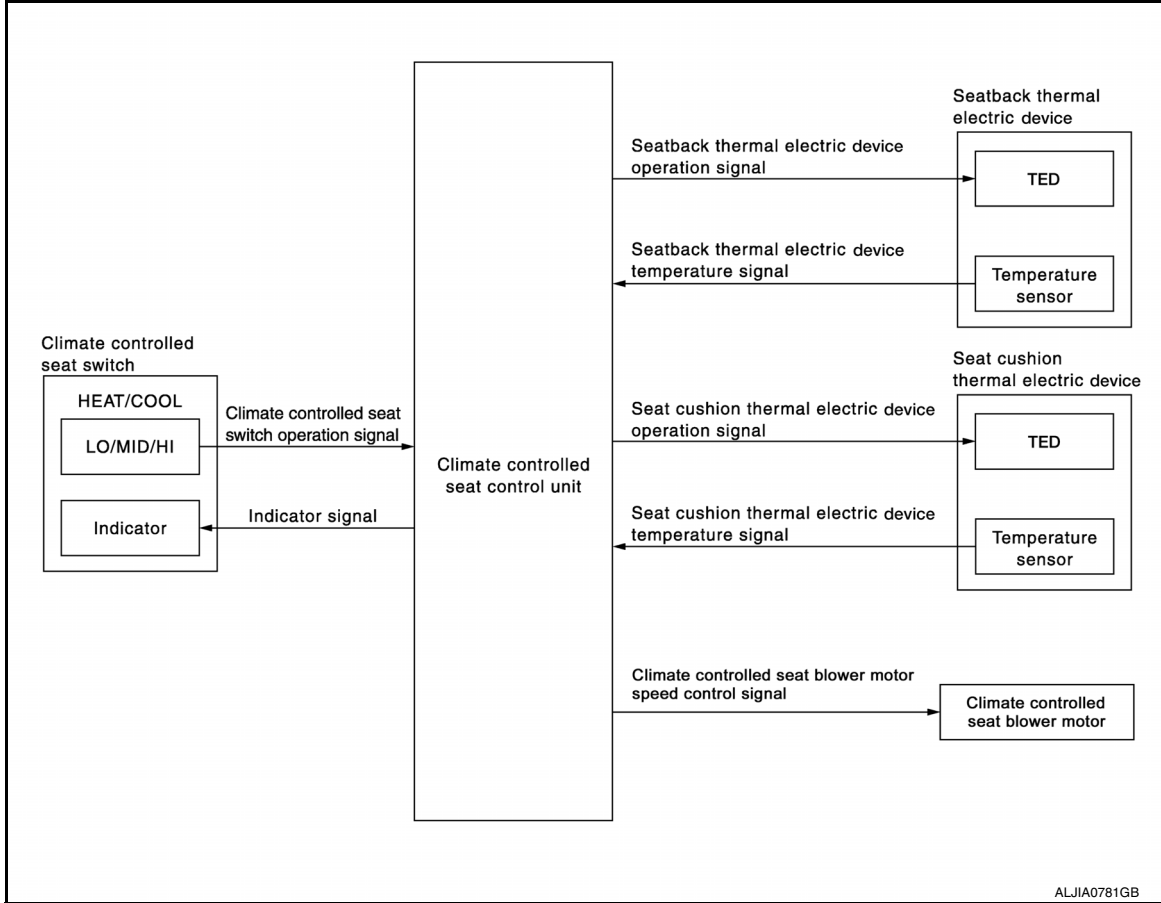 Seatback thermal
electric device
Seatback thermal electric device
operation signal
TED
Seatback thermal electric device
temperature signal
Temperature
sensor
Climate controlled
seat switch
HEAT/COOL
LO/MID/HI
Climate controlled seat
switch operation signal
Indicator
Indicator signal
Climate controlled
seat control unit
Seat cushion
thermal electric device
Seat cushion thermal electric device
operation signal
TED
Seat cushion thermal electric device
temperature signal
Temperature
sensor
Climate controlled seat blower motor
speed control signal
Climate controlled
seat blower motor
ALJIA0781GB